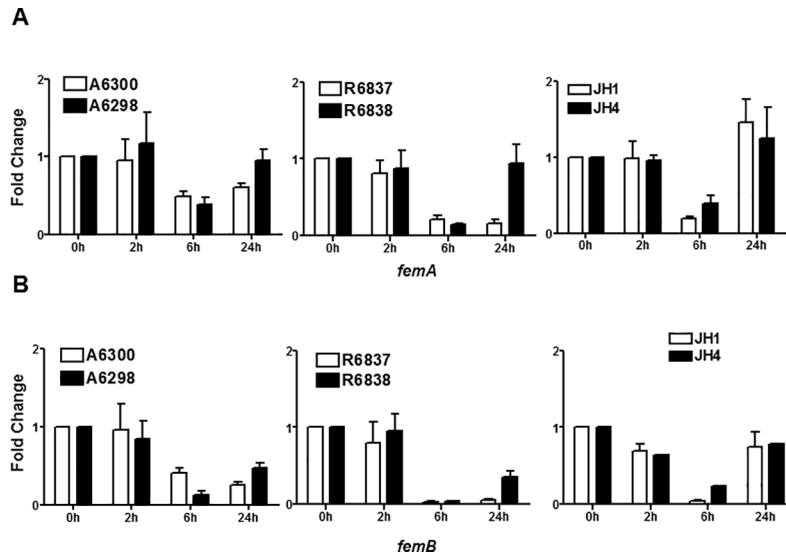 A
Fold Change
2
1
0
A6300
A6298
0h 2h 6h 24h
2
1
0
R6837
R6838
0h 2h 6h 24h
2
1
0
JH1
JH4
0h 2h 6h 24h
femA
B
Fold Change
2
1
0
A6300
A6298
0h 2h 6h 24h
2
1
0
R6837
R6838
0h 2h 6h 24h
2
1
0
JH1
JH4
0h 2h 6h 24h
femB